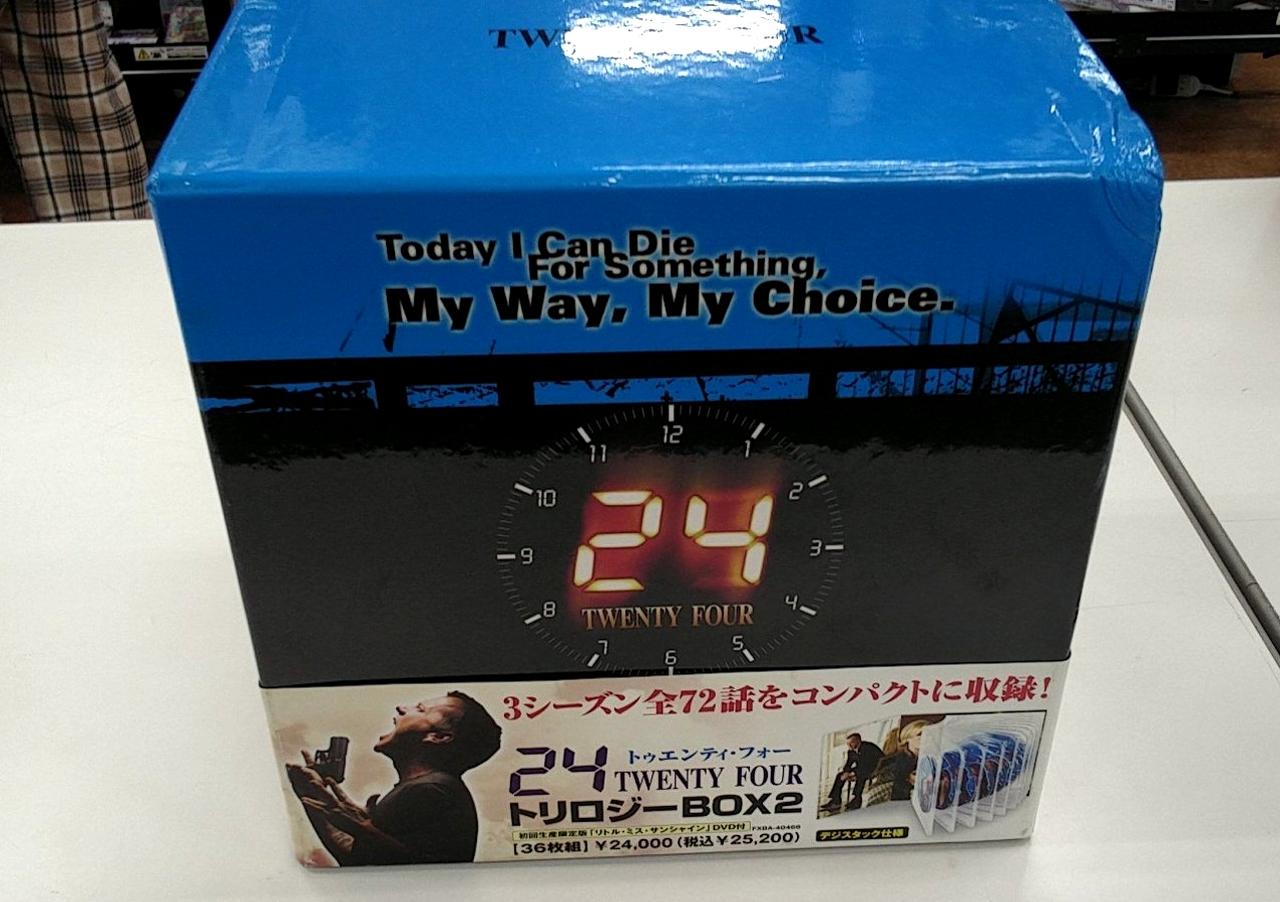 Today I Can Die
For Something,
My Way, My Choice.
12
11
1
10
2
24
9
3
8
4
TWENTY FOUR
7
5
6
3シーズン全72話をコンパクトに収録!
24
トゥエンティ・フォー
TWENTY FOUR
トリロジーBOX2
初回生産限定版「リトル・ミス・サンシャイン」DVD付
【36枚組】¥24,000(税込¥25,200)
デジスタック仕様